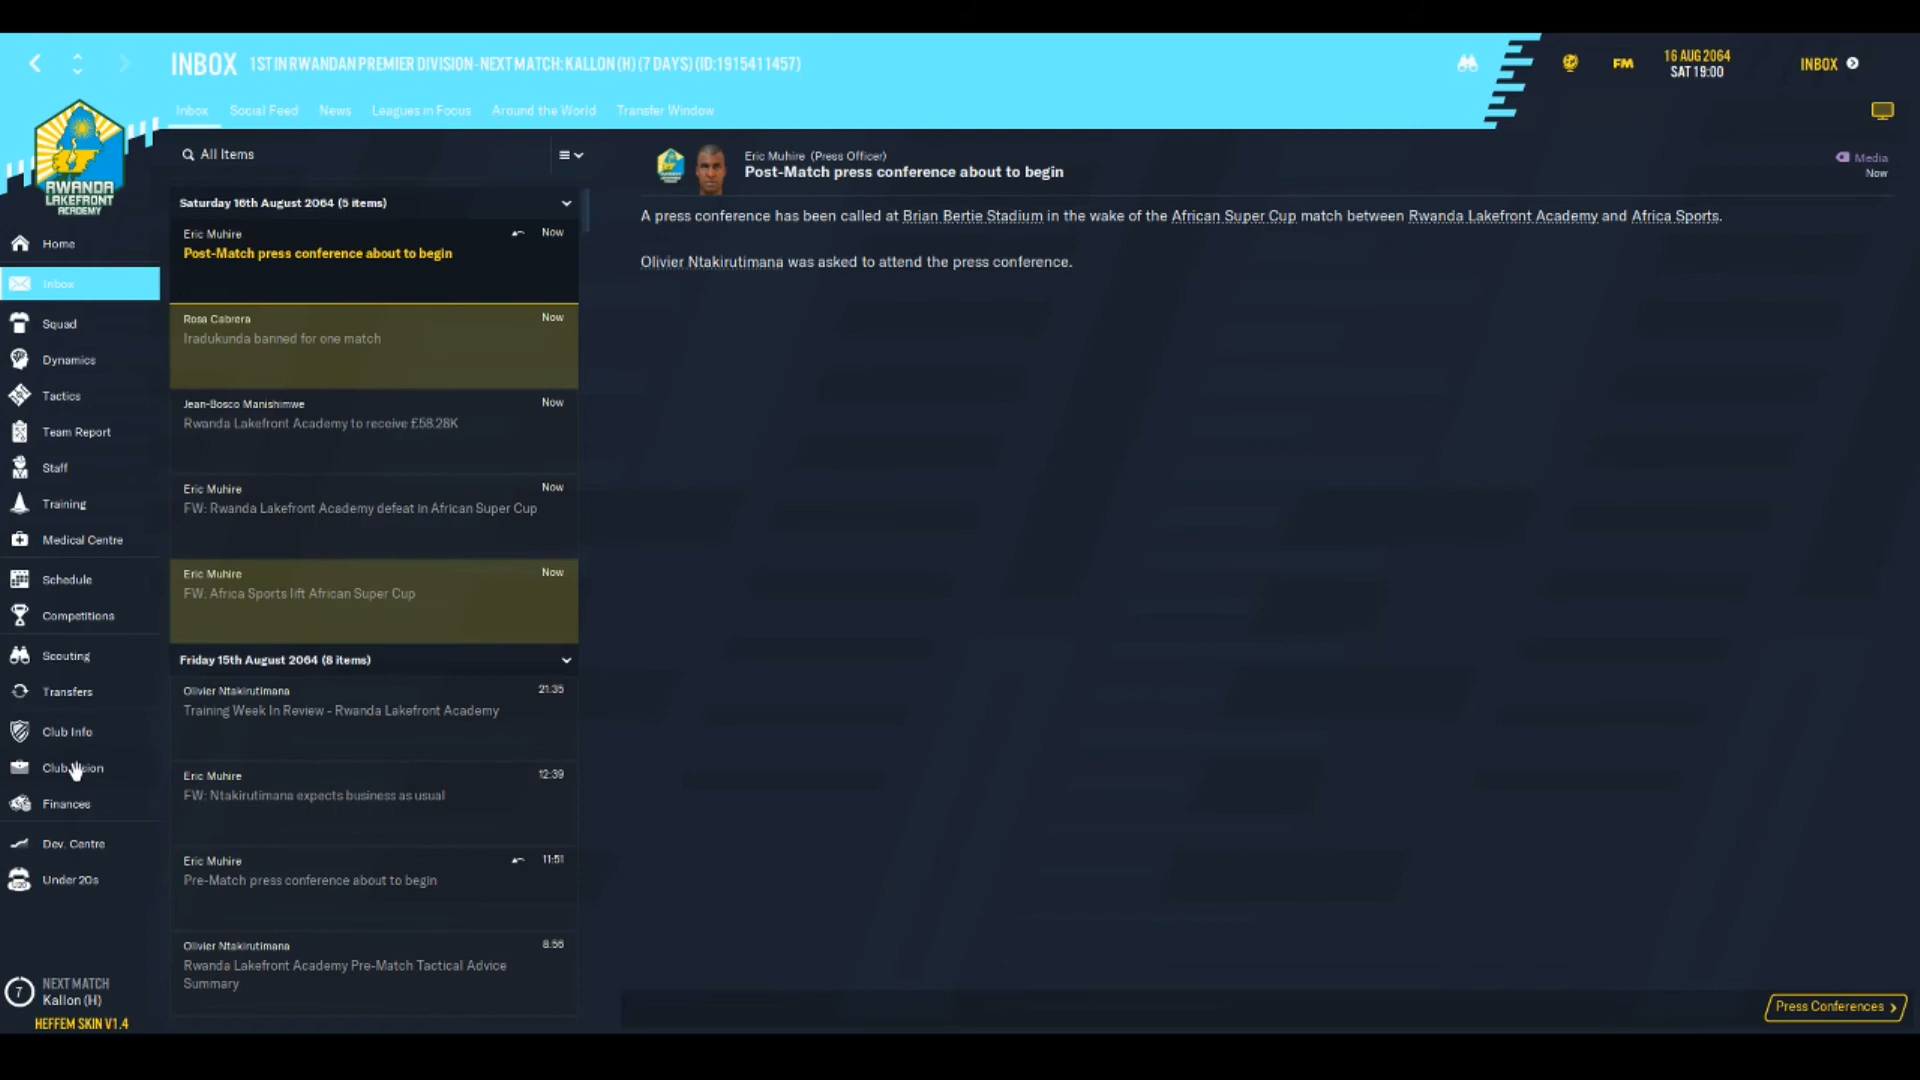 INBOX 1ST IN RWANDAN PREMIER DIVISION - NEXT MATCH: KALLON (H) (7 DAYS) (ID:1915411457)
FM
16 AUG 2064
SAT 19:00
INBOX
Inbox Social Feed News Leagues in Focus Around the World Transfer Window
RWANDA
LAKEFRONT
ACADEMY
Home
Inbox
Squad
Dynamics
Tactics
Team Report
Staff
Training
Medical Centre
Schedule
Competitions
Scouting
Transfers
Club Info
Finances
Dev. Centre
Under 20s
7
NEXT MATCH
Kallon (H)
HEFFEM SKIN V1.4
All Items
Saturday 16th August 2064 (5 items)
Eric Muhire Now
Post-Match press conference about to begin
Rosa Cabrera Now
Iradukunda banned for one match
Jean-Bosco Manishimwe Now
Rwanda Lakefront Academy to receive £58.28K
Eric Muhire Now
FW: Rwanda Lakefront Academy defeat in African Super Cup
Eric Muhire Now
FW: Africa Sports lift African Super Cup
Friday 15th August 2064 (8 items)
Olivier Ntakirutimana 21:35
Training Week In Review - Rwanda Lakefront Academy
Eric Muhire 12:39
FW: Ntakirutimana expects business as usual
Eric Muhire 11:51
Pre-Match press conference about to begin
Olivier Ntakirutimana 8:56
Rwanda Lakefront Academy Pre-Match Tactical Advice
Summary
Eric Muhire (Press Officer)
Post-Match press conference about to begin
Media
Now
A press conference has been called at Brian Bertie Stadium in the wake of the African Super Cup match between Rwanda Lakefront Academy and Africa Sports.
Olivier Ntakirutimana was asked to attend the press conference.
Press Conferences